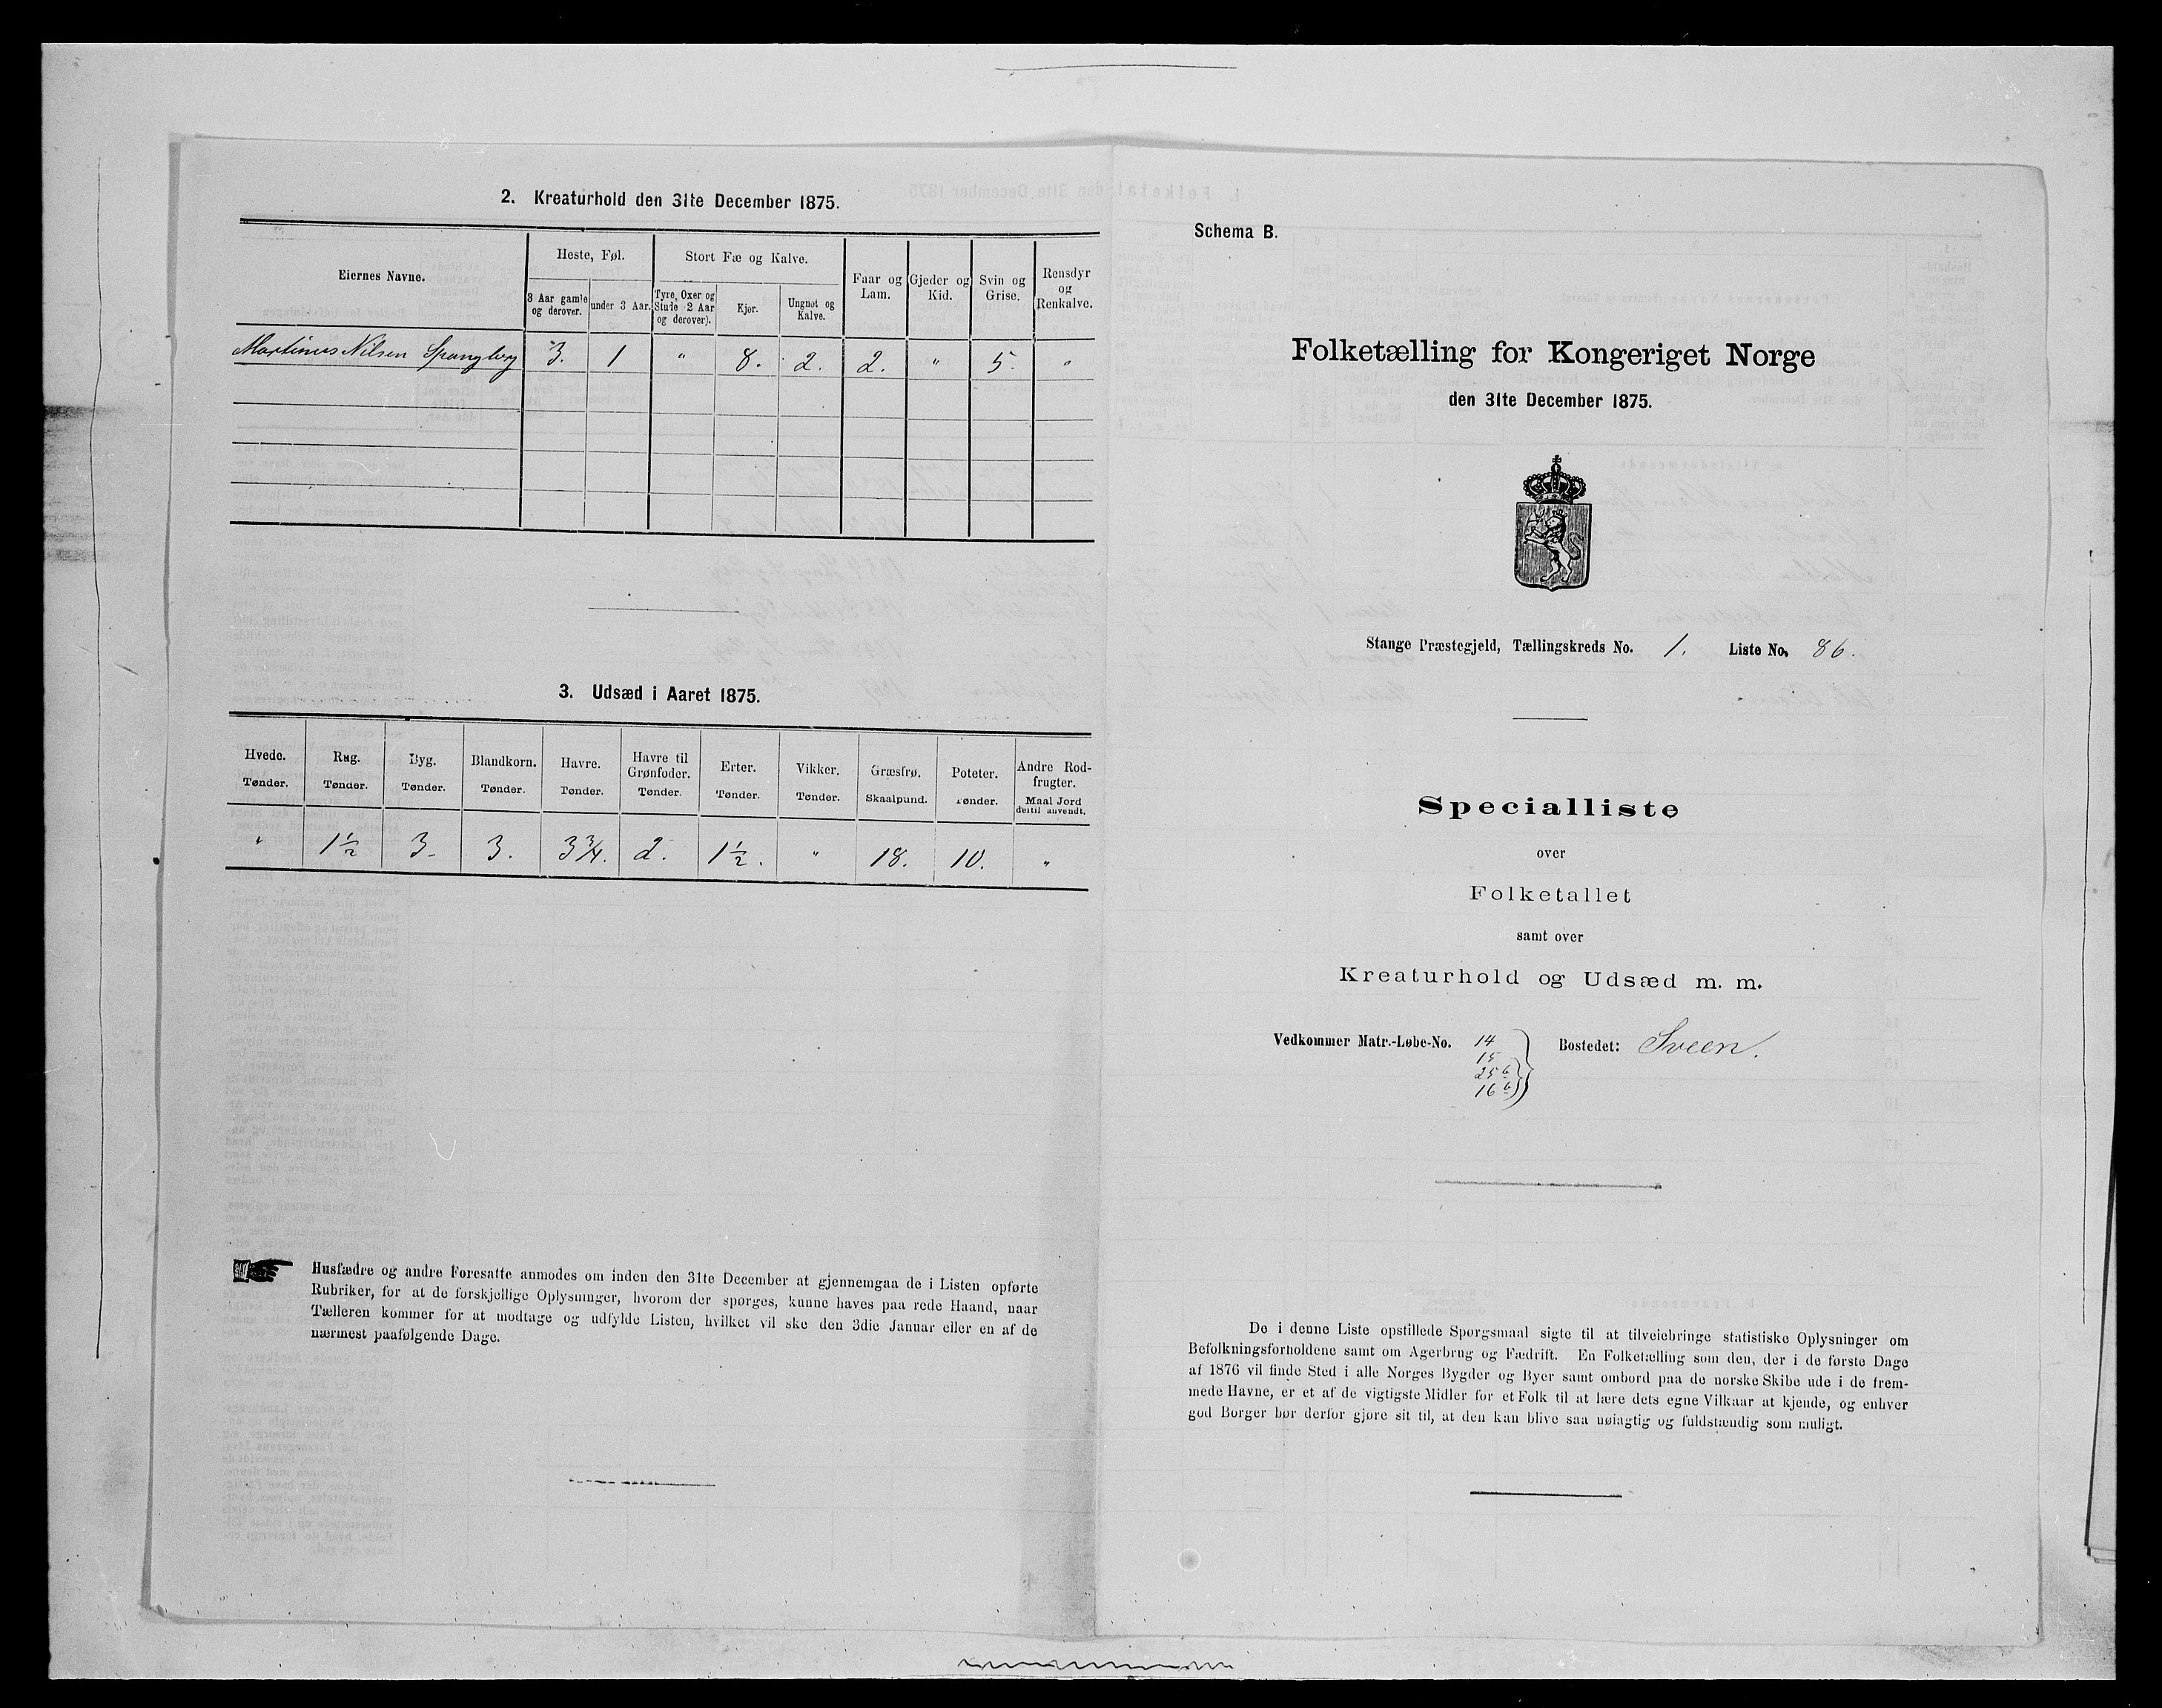 2. Kreaturhold den 31te December 1875.
Eiernes Navne.
Heste, Føl.
Stort Fæ og Kalve.
Faar og Lam.
Gjeder og Kid.
Svin og Grise.
Rensdyr og Renkalve.
3 Aar gamle og derover.
under 3 Aar.
Tyre, Oxer og Stude 2 Aar og derover).
Kjør.
Ungnøt og Kalve.
Martinus Nilsen Spangberg 3. 1 " 8. 2. 2. " 5. "
3. Udsæd i Aaret 1875.
Hvede. Rug. Byg. Blandkorn. Havre. Havre til Grønfoder. Erter. Vikker. Græsfrø. Poteter. Andre Rodfrugter.
Tønder. Tønder. Tønder. Tønder. Tønder. Tønder. Tønder. Tønder. Skaalpund. Tønder. Maal Jord dertil anvendt.
" 1 1/2 3. 3. 3 3/4. 2. 1 1/2. " 18. 10. "
Husfædre og andre Foresatte anmodes om inden den 31te December at gjennemgaa de i Listen opførte
Rubriker, for at de forskjellige Oplysninger, hvorom der spørges, kunne haves paa rede Haand, naar
Tælleren kommer for at modtage og udfylde Listen, hvilket vil ske den 3die Januar eller en af de
nærmest paafølgende Dage.
Schema B.
Folketælling for Kongeriget Norge
den 31te December 1875.
Stange Præstegjeld, Tællingskreds No. 1. Liste No. 86.
Specialliste
over
Folketallet
samt over
Kreaturhold og Udsæd m. m.
Vedkommer Matr.-Løbe-No. 14 Bostedet: Sveen.
15
25 b
16 b
De i denne Liste opstillede Spørgsmaal sigte til at tilveiebringe statistiske Oplysninger om
Befolkningsforholdene samt om Agerbrug og Fædrift. En Folketælling som den, der i de første Dage
af 1876 vil finde Sted i alle Norges Bygder og Byer samt ombord paa de norske Skibe ude i de frem-
mede Havne, er et af de vigtigste Midler for et Folk til at lære dets egne Vilkaar at kjende, og enhver
god Borger bør derfor gjøre sit til, at den kan blive saa nøiagtig og fuldstændig som muligt.